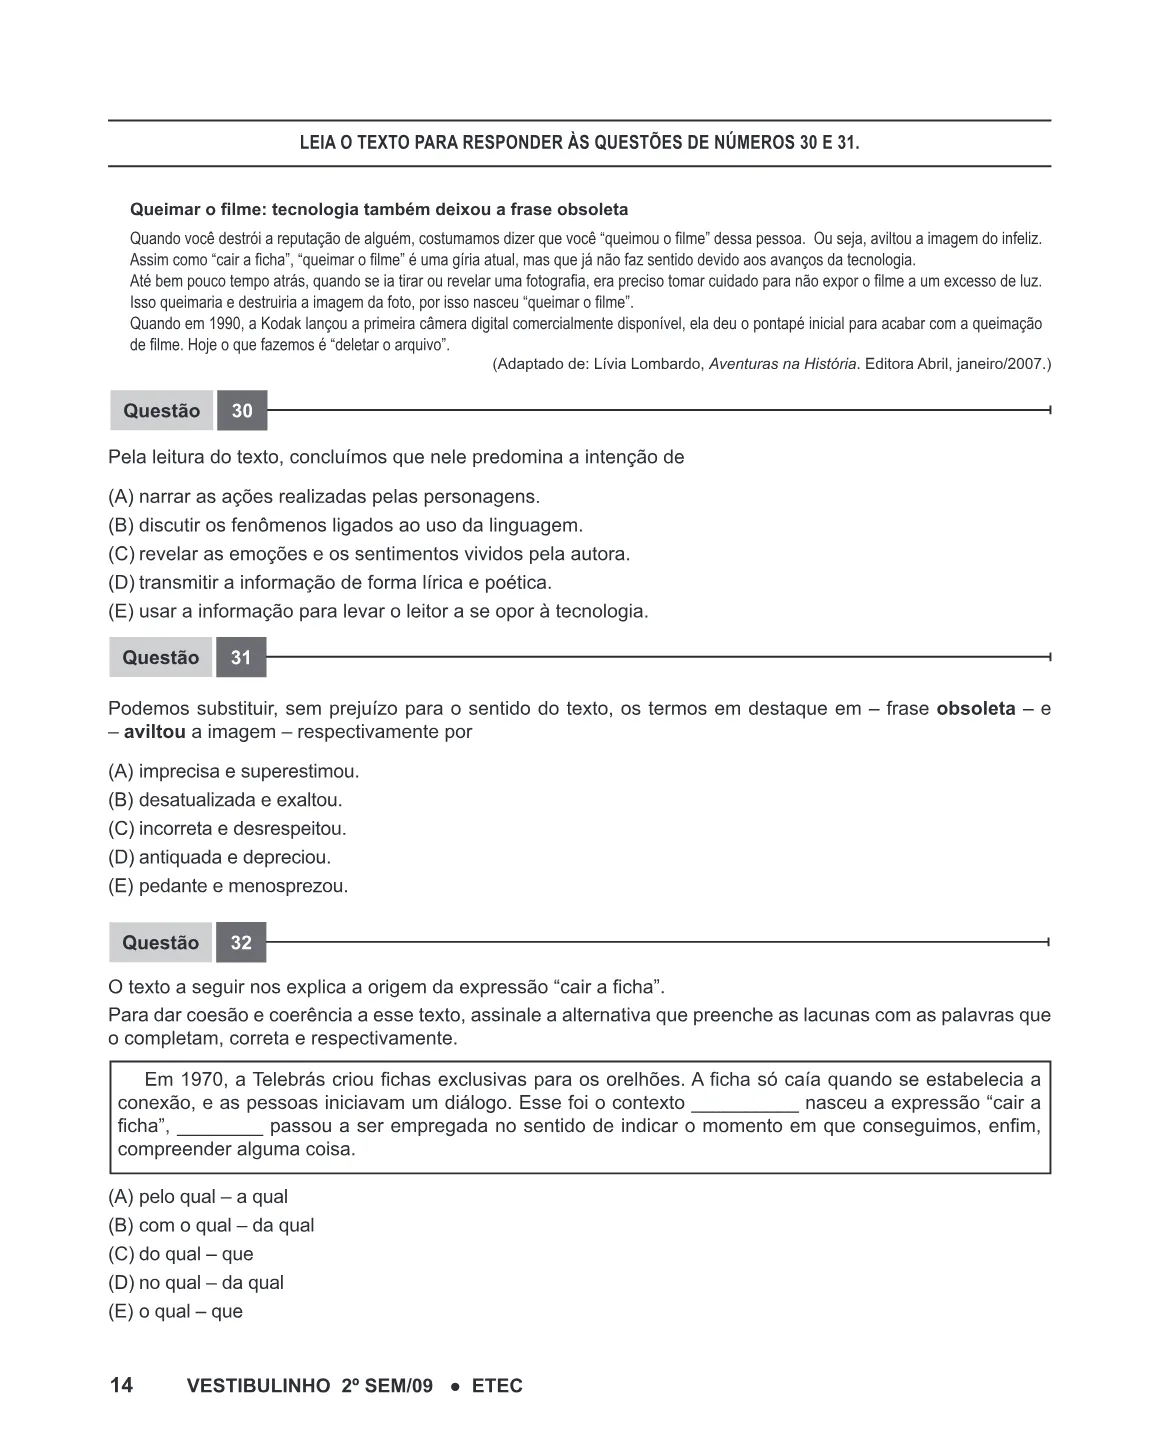 LEIA O TEXTO PARA RESPONDER ÀS QUESTÕES DE NÚMEROS 30 E 31.
Queimar o filme: tecnologia também deixou a frase obsoleta
Quando você destrói a reputação de alguém, costumamos dizer que você “queimou o filme” dessa pessoa.  Ou seja, aviltou a imagem do infeliz.
Assim como “cair a ficha”, “queimar o filme” é uma gíria atual, mas que já não faz sentido devido aos avanços da tecnologia.
Até bem pouco tempo atrás, quando se ia tirar ou revelar uma fotografia, era preciso tomar cuidado para não expor o filme a um excesso de luz.
Isso queimaria e destruiria a imagem da foto, por isso nasceu “queimar o filme”.
Quando em 1990, a Kodak lançou a primeira câmera digital comercialmente disponível, ela deu o pontapé inicial para acabar com a queimação
de filme. Hoje o que fazemos é “deletar o arquivo”.
(Adaptado de: Lívia Lombardo, Aventuras na História. Editora Abril, janeiro/2007.)
Questão 30
Pela leitura do texto, concluímos que nele predomina a intenção de
(A) narrar as ações realizadas pelas personagens.
(B) discutir os fenômenos ligados ao uso da linguagem.
(C) revelar as emoções e os sentimentos vividos pela autora.
(D) transmitir a informação de forma lírica e poética.
(E) usar a informação para levar o leitor a se opor à tecnologia.
Questão 31
Podemos substituir, sem prejuízo para o sentido do texto, os termos em destaque em – frase obsoleta – e
– aviltou a imagem – respectivamente por
(A) imprecisa e superestimou.
(B) desatualizada e exaltou.
(C) incorreta e desrespeitou.
(D) antiquada e depreciou.
(E) pedante e menosprezou.
Questão 32
O texto a seguir nos explica a origem da expressão “cair a ficha”.
Para dar coesão e coerência a esse texto, assinale a alternativa que preenche as lacunas com as palavras que
o completam, correta e respectivamente.
Em 1970, a Telebrás criou fichas exclusivas para os orelhões. A ficha só caía quando se estabelecia a
conexão, e as pessoas iniciavam um diálogo. Esse foi o contexto __________ nasceu a expressão “cair a
ficha”, ________ passou a ser empregada no sentido de indicar o momento em que conseguimos, enfim,
compreender alguma coisa.
(A) pelo qual – a qual
(B) com o qual – da qual
(C) do qual – que
(D) no qual – da qual
(E) o qual – que
14 VESTIBULINHO 2º SEM/09 ● ETEC